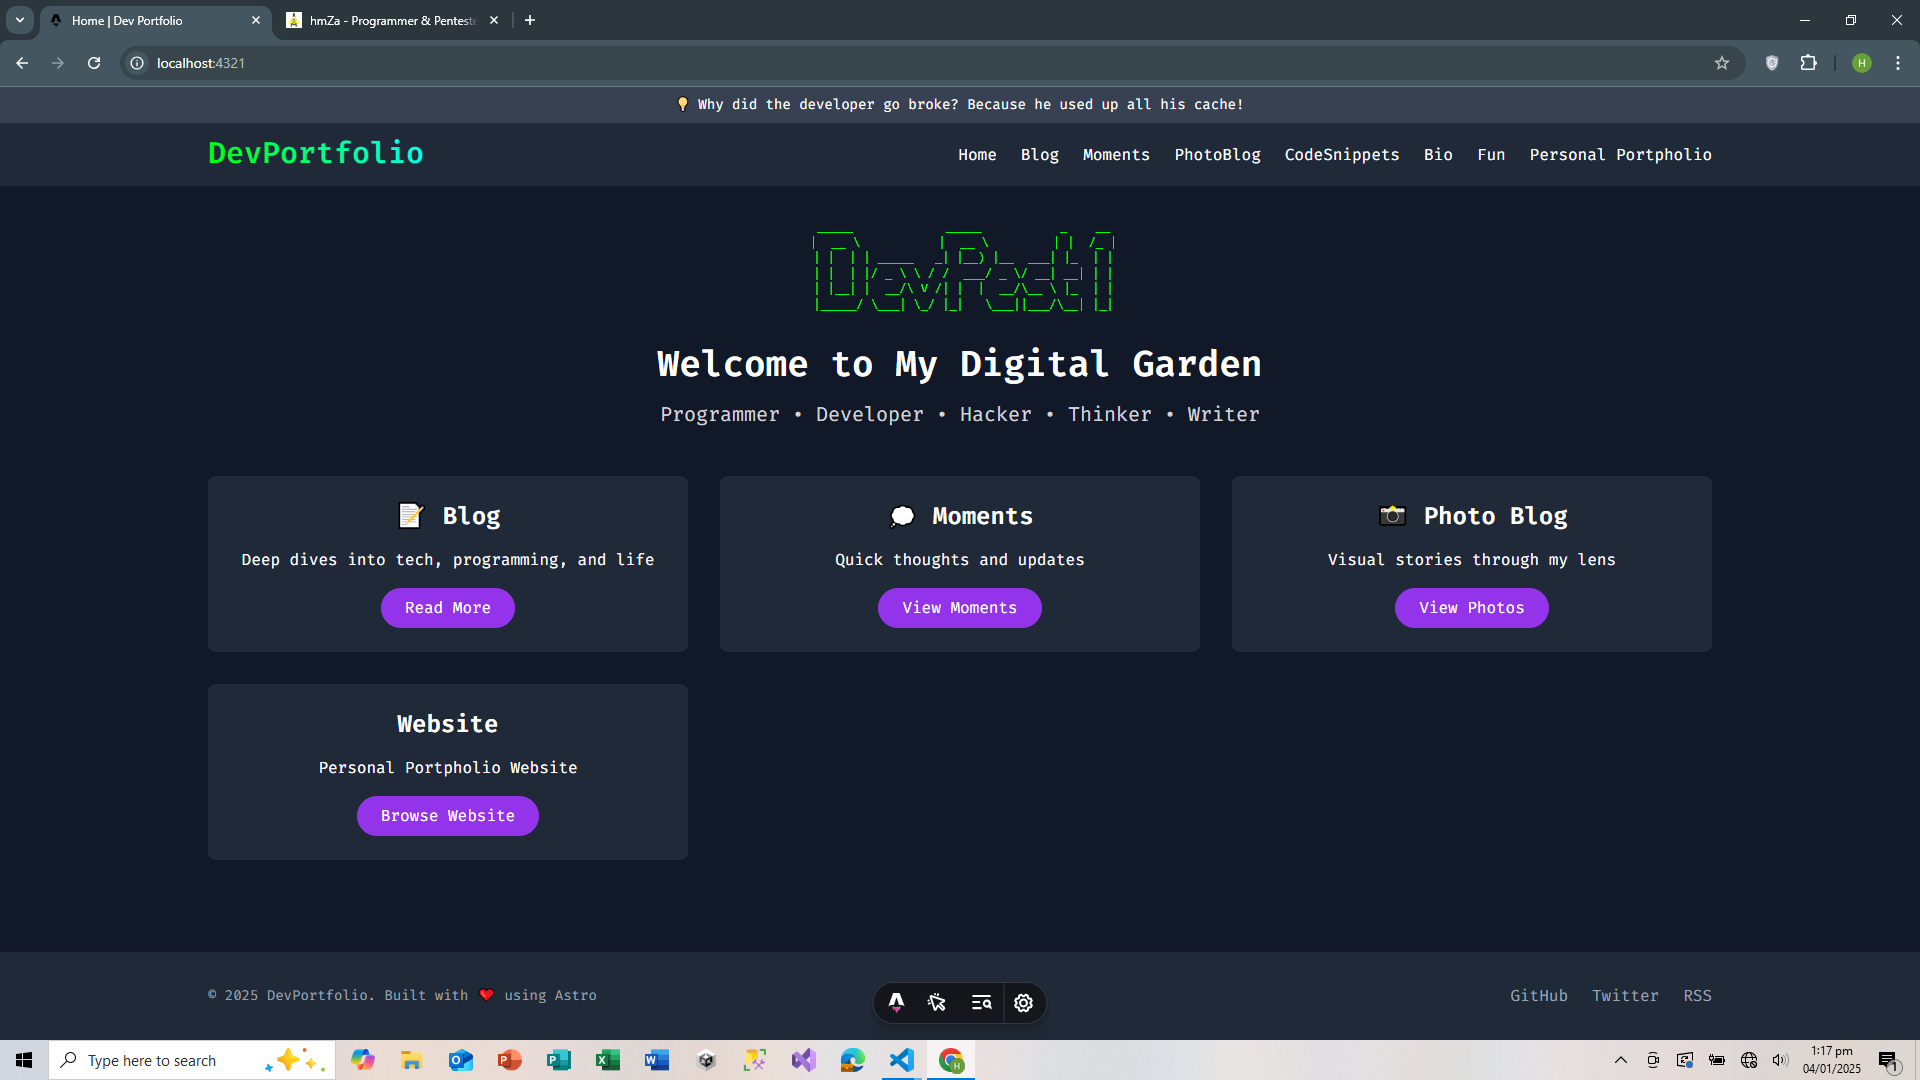 Home | Dev Portfolio
hmZa - Programmer & Penteste
localhost:4321
H
💡 Why did the developer go broke? Because he used up all his cache!
DevPortfolio
Home Blog Moments PhotoBlog CodeSnippets Bio Fun Personal Portpholio
Welcome to My Digital Garden
Programmer • Developer • Hacker • Thinker • Writer
📝 Blog
Deep dives into tech, programming, and life
Read More
💭 Moments
Quick thoughts and updates
View Moments
📸 Photo Blog
Visual stories through my lens
View Photos
Website
Personal Portpholio Website
Browse Website
© 2025 DevPortfolio. Built with ❤️ using Astro
GitHub Twitter RSS
Type here to search
1:17 pm
04/01/2025
1